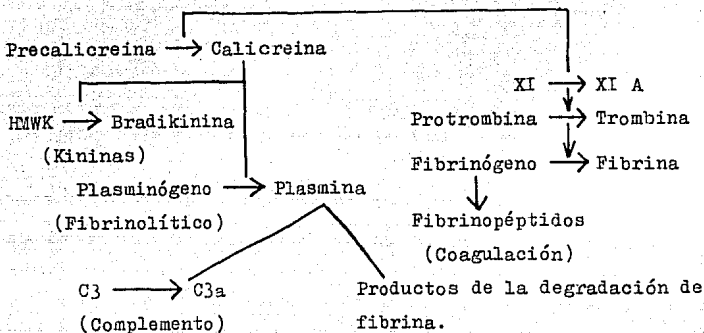 Precalicreina → Calicreina
XI → XI A
HMWK → Bradikinina
Protrombina → Trombina
(Kininas)
Fibrinógeno → Fibrina
Plasminógeno → Plasmina
(Fibrinolítico)
Fibrinopéptidos
(Coagulación)
C3 → C3a
Productos de la degradación de
(Complemento)
fibrina.